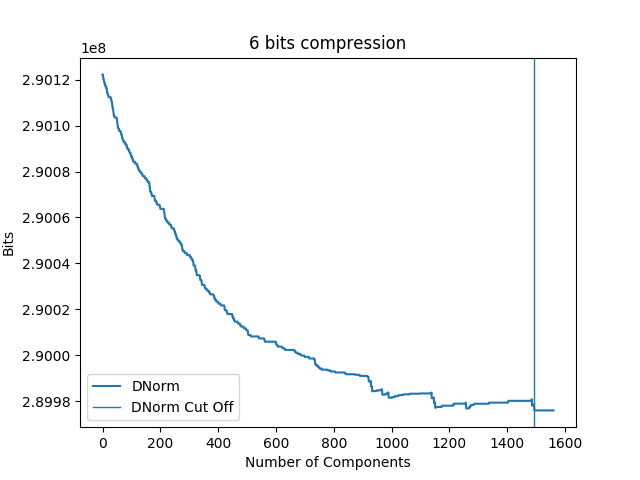 6 bits compression
1e8
2.9012
2.9010
2.9008
2.9006
2.9004
2.9002
2.9000
2.8998
Bits
DNorm
DNorm Cut Off
0
200
400
600
800
1000
1200
1400
1600
Number of Components